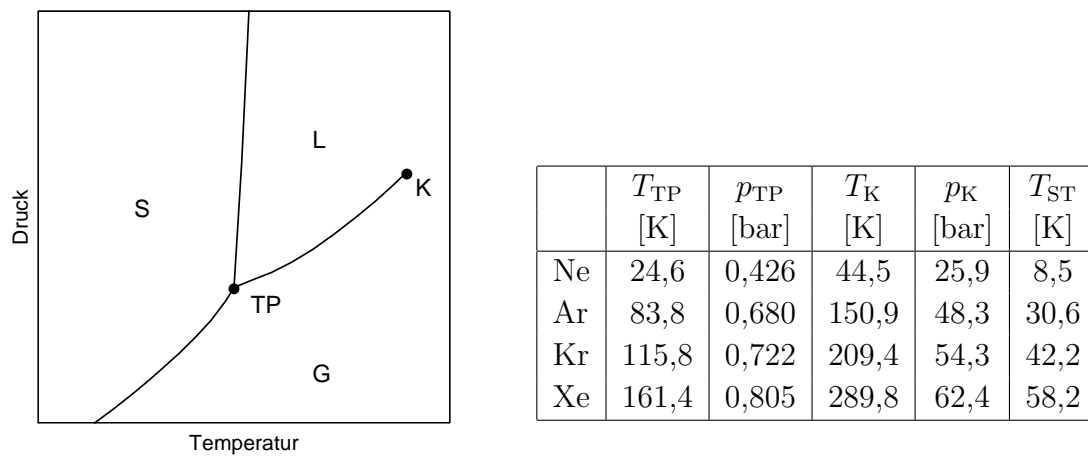 L
K
S
Druck
TP
G
Temperatur
T_TP p_TP T_K p_K T_ST
[K] [bar] [K] [bar] [K]
Ne 24,6 0,426 44,5 25,9 8,5
Ar 83,8 0,680 150,9 48,3 30,6
Kr 115,8 0,722 209,4 54,3 42,2
Xe 161,4 0,805 289,8 62,4 58,2